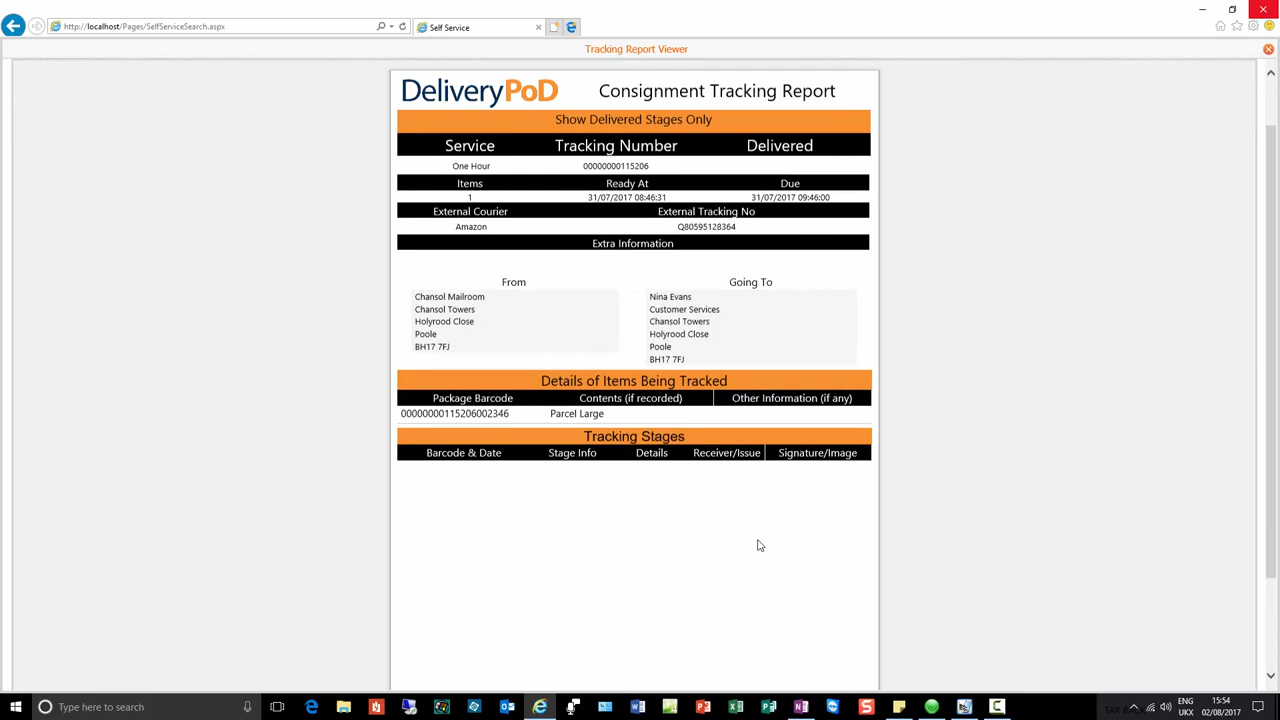 http://localhost/Pages/SelfServiceSearch.aspx
Self Service
Tracking Report Viewer
DeliveryPoD
Consignment Tracking Report
Show Delivered Stages Only
Service Tracking Number Delivered
One Hour 00000000115206
Items Ready At Due
1 31/07/2017 08:46:31 31/07/2017 09:46:00
External Courier External Tracking No
Amazon Q80595128364
Extra Information
From
Chansol Mailroom
Chansol Towers
Holyrood Close
Poole
BH17 7FJ
Going To
Nina Evans
Customer Services
Chansol Towers
Holyrood Close
Poole
BH17 7FJ
Details of Items Being Tracked
Package Barcode Contents (if recorded) Other Information (if any)
00000000115206002346 Parcel Large
Tracking Stages
Barcode & Date Stage Info Details Receiver/Issue Signature/Image
Type here to search
ENG
UKX
15:54
02/08/2017